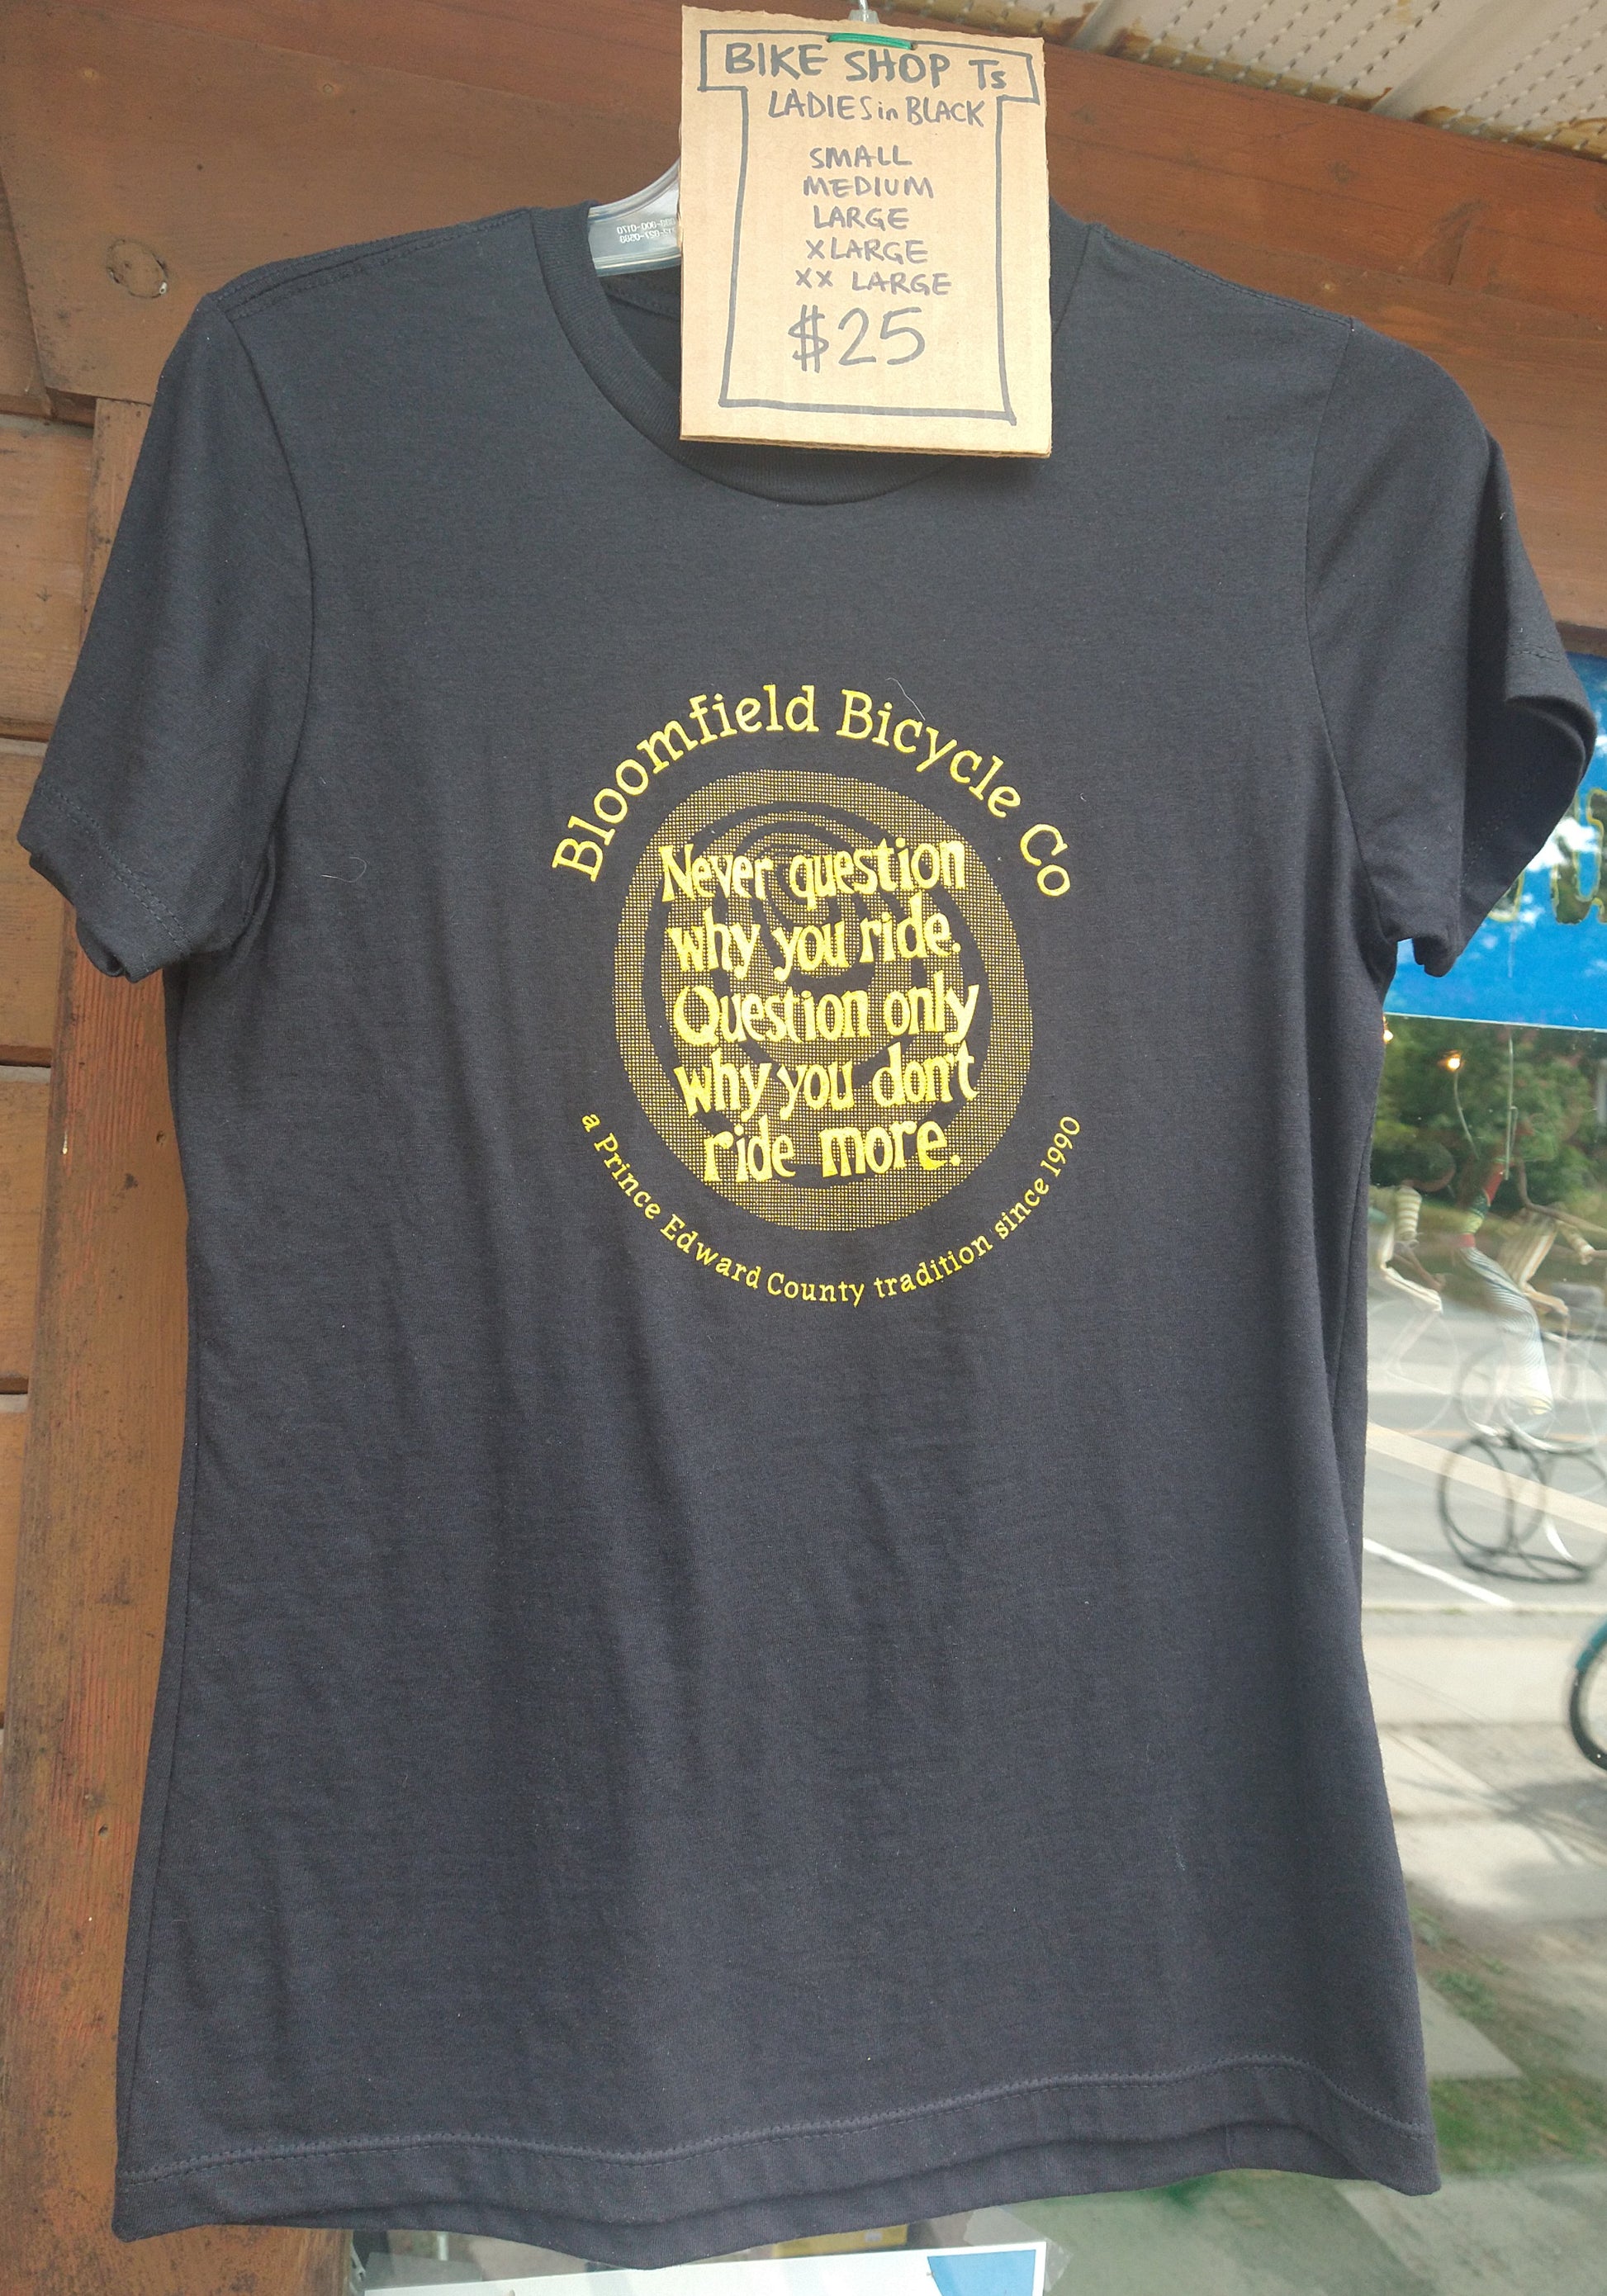 BIKE SHOP Ts
LADIES in BLACK
SMALL
MEDIUM
LARGE
XLARGE
XX LARGE
$25
Bloomfield Bicycle Co
Never question
why you ride.
Question only
why you don't
ride more.
a Prince Edward County tradition since 1990